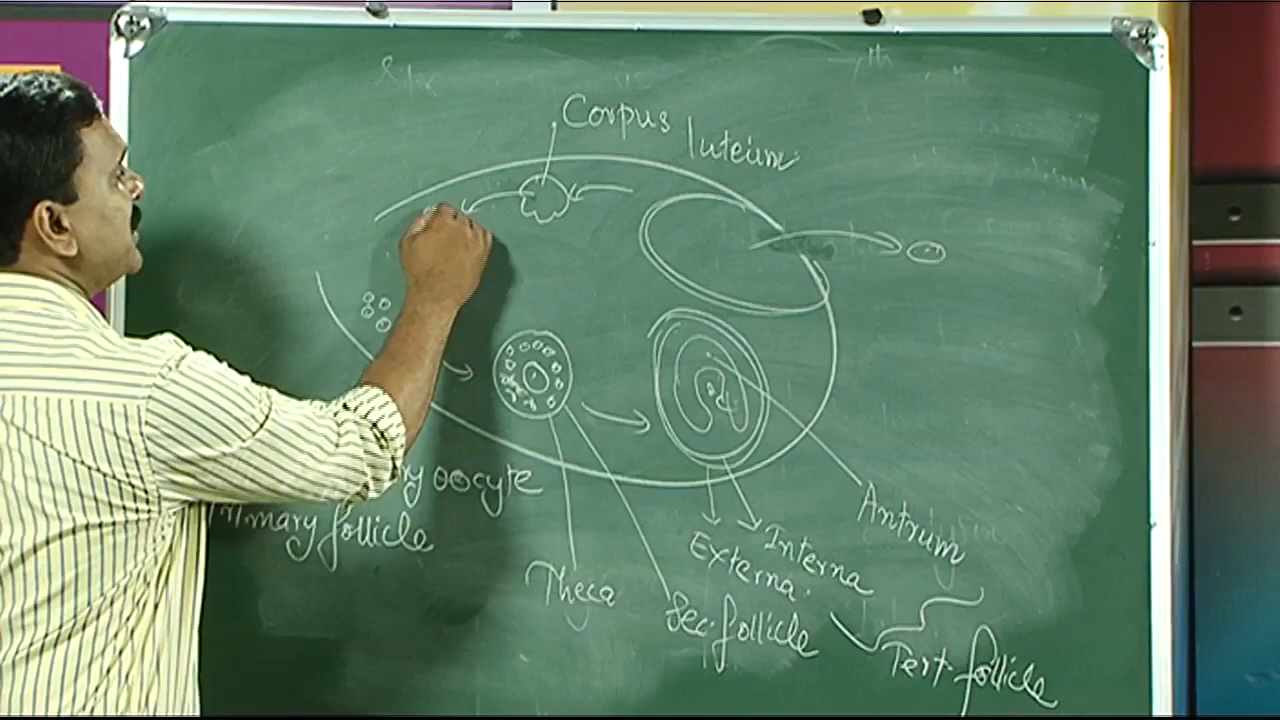 Corpus
luteum
oocyte
Primary follicle
Theca
Sec. follicle
Externa
Interna
Antrum
Tert. follicle